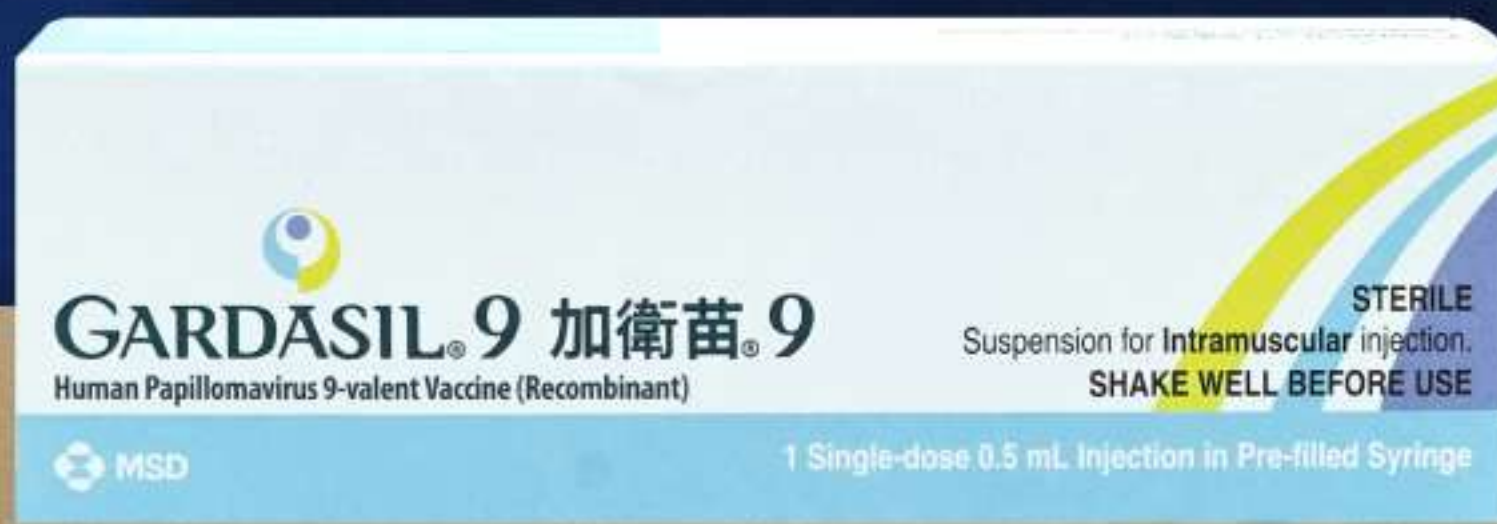 GARDASIL® 9 加衛苗® 9
Human Papillomavirus 9-valent Vaccine (Recombinant)
STERILE
Suspension for Intramuscular injection.
SHAKE WELL BEFORE USE
MSD
1 Single-dose 0.5 mL Injection in Pre-filled Syringe